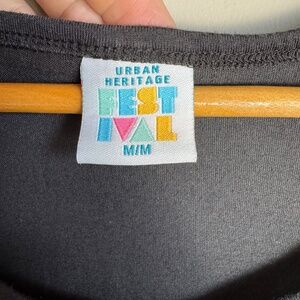 URBAN
HERITAGE
FEST
IVAL
M/M